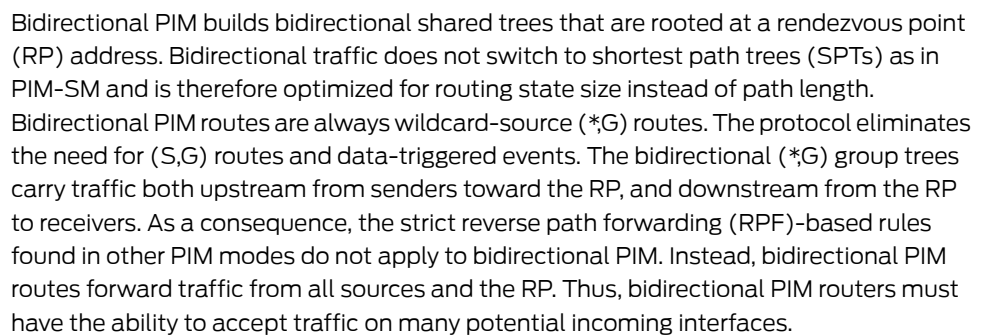 Bidirectional PIM builds bidirectional shared trees that are rooted at a rendezvous point
(RP) address. Bidirectional traffic does not switch to shortest path trees (SPTs) as in
PIM-SM and is therefore optimized for routing state size instead of path length.
Bidirectional PIM routes are always wildcard-source (*,G) routes. The protocol eliminates
the need for (S,G) routes and data-triggered events. The bidirectional (*,G) group trees
carry traffic both upstream from senders toward the RP, and downstream from the RP
to receivers. As a consequence, the strict reverse path forwarding (RPF)-based rules
found in other PIM modes do not apply to bidirectional PIM. Instead, bidirectional PIM
routes forward traffic from all sources and the RP. Thus, bidirectional PIM routers must
have the ability to accept traffic on many potential incoming interfaces.